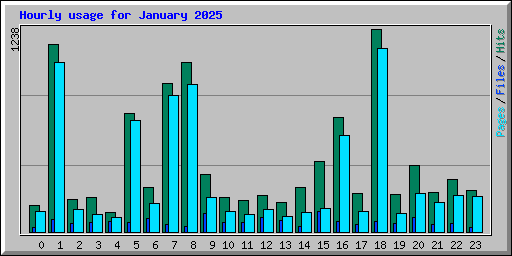 Hourly usage for January 2025
1238
Pages/Files/Hits
0 1 2 3 4 5 6 7 8 9 10 11 12 13 14 15 16 17 18 19 20 21 22 23